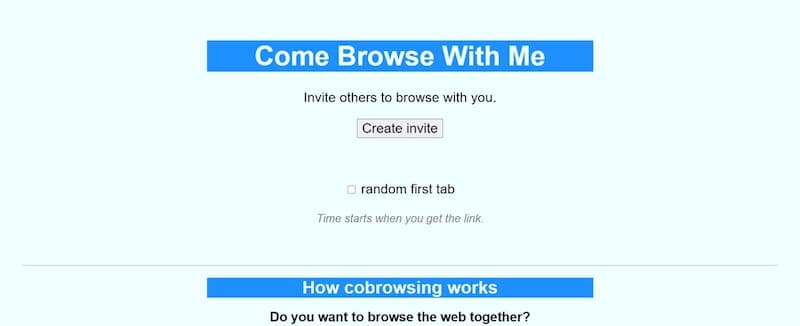 Come Browse With Me
Invite others to browse with you.
Create invite
random first tab
Time starts when you get the link.
How cobrowsing works
Do you want to browse the web together?